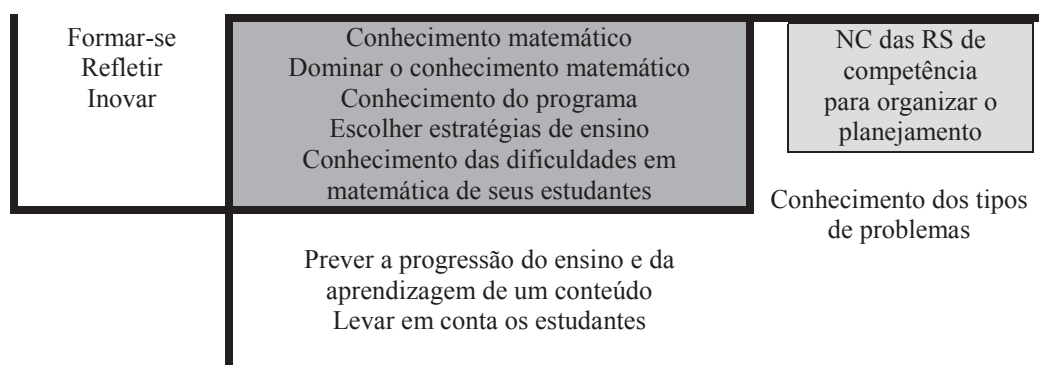 Formar-se
Refletir
Inovar
Conhecimento matemático
Dominar o conhecimento matemático
Conhecimento do programa
Escolher estratégias de ensino
Conhecimento das dificuldades em
matemática de seus estudantes
Prever a progressão do ensino e da
aprendizagem de um conteúdo
Levar em conta os estudantes
NC das RS de
competência
para organizar o
planejamento
Conhecimento dos tipos
de problemas